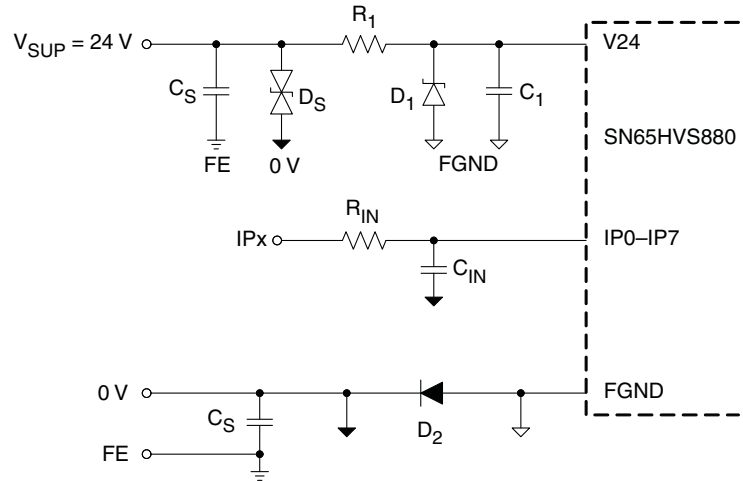 R1
VSUP = 24 V
V24
CS
DS
D1
C1
SN65HVS880
FE
0 V
FGND
RIN
IPx
IP0–IP7
CIN
0 V
FGND
CS
D2
FE